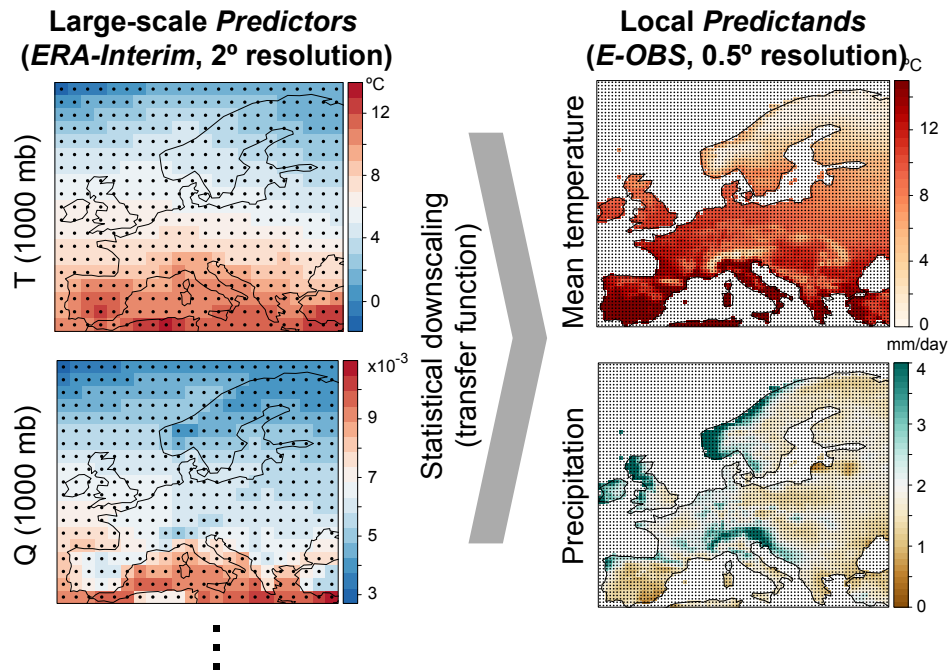 Large-scale Predictors
(ERA-Interim, 2º resolution)
ºC
12
8
4
0
T (1000 mb)
x10⁻³
9
7
5
3
Q (1000 mb)
Statistical downscaling
(transfer function)
Local Predictands
(E-OBS, 0.5º resolution)
ºC
12
8
4
0
Mean temperature
mm/day
4
3
2
1
0
Precipitation